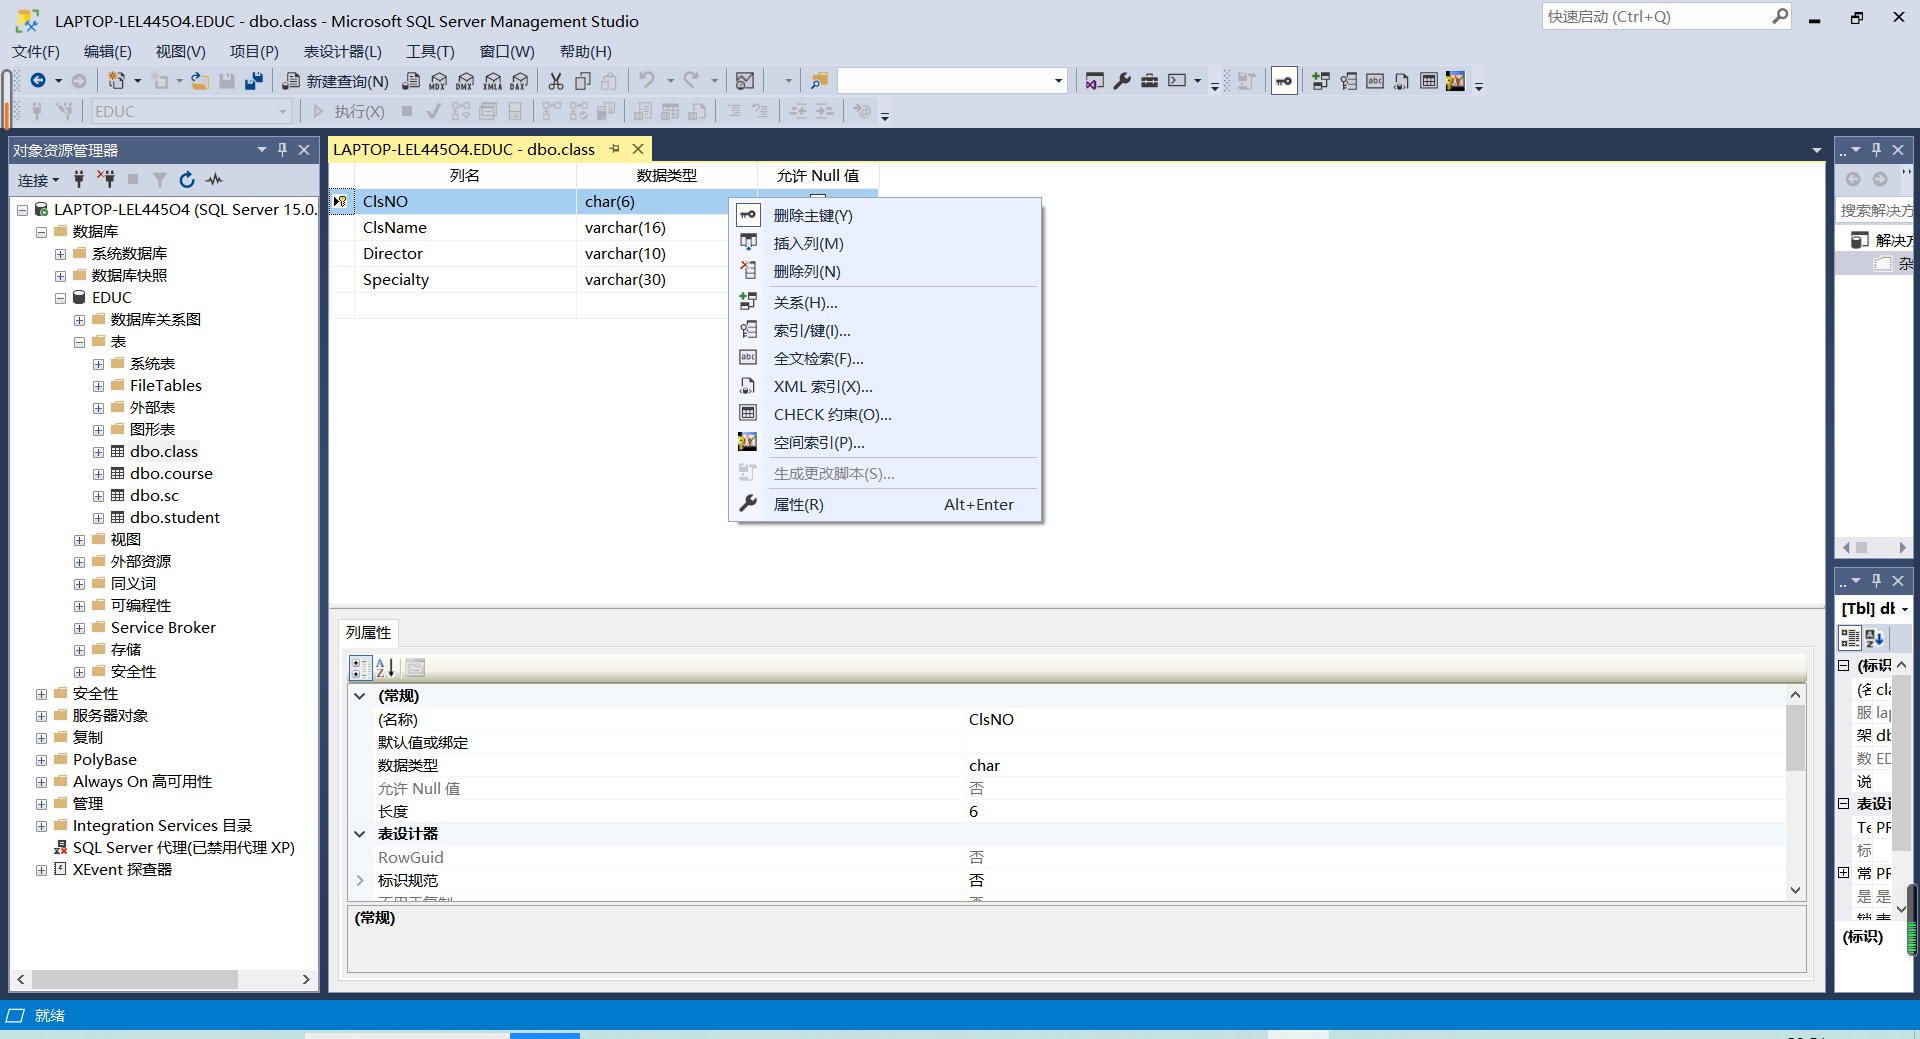 LAPTOP-LEL445O4.EDUC - dbo.class - Microsoft SQL Server Management Studio
快速启动 (Ctrl+Q)
文件(F) 编辑(E) 视图(V) 项目(P) 表设计器(L) 工具(T) 窗口(W) 帮助(H)
新建查询(N)
MDX DMX XMLA DAX
EDUC
执行(X)
对象资源管理器
连接
LAPTOP-LEL445O4 (SQL Server 15.0.
数据库
系统数据库
数据库快照
EDUC
数据库关系图
表
系统表
FileTables
外部表
图形表
dbo.class
dbo.course
dbo.sc
dbo.student
视图
外部资源
同义词
可编程性
Service Broker
存储
安全性
安全性
服务器对象
复制
PolyBase
Always On 高可用性
管理
Integration Services 目录
SQL Server 代理(已禁用代理 XP)
XEvent 探查器
LAPTOP-LEL445O4.EDUC - dbo.class
列名 数据类型 允许 Null 值
ClsNO char(6)
ClsName varchar(16)
Director varchar(10)
Specialty varchar(30)
删除主键(Y)
插入列(M)
删除列(N)
关系(H)...
索引/键(I)...
全文检索(F)...
XML 索引(X)...
CHECK 约束(O)...
空间索引(P)...
生成更改脚本(S)...
属性(R) Alt+Enter
列属性
(常规)
(名称) ClsNO
默认值或绑定
数据类型 char
允许 Null 值 否
长度 6
表设计器
RowGuid 否
标识规范 否
不用于复制 否
(常规)
搜索解决方
解决方
杂
[Tbl] db
(标识
(名 cla
服 lap
架 db
数 ED
说
表设计
Te PR
标
常 PR
是 是
锁 表
(标识)
就绪